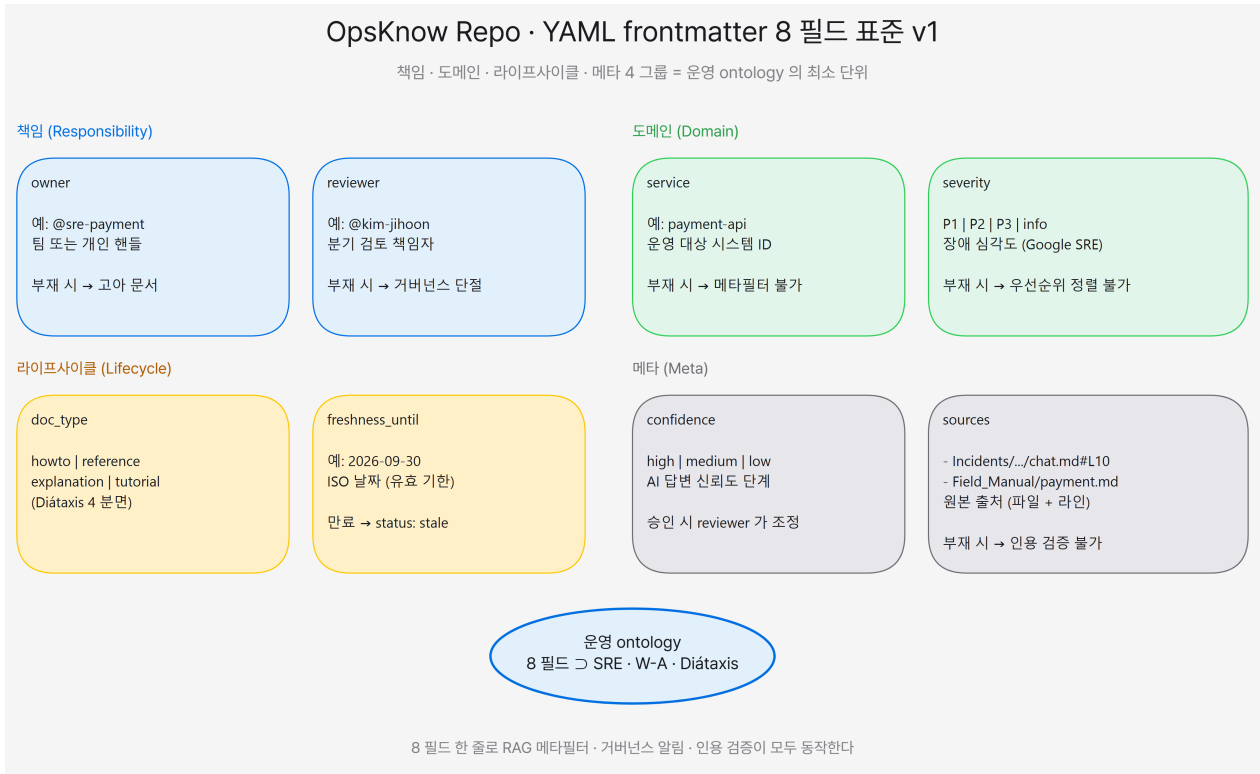 OpsKnow Repo · YAML frontmatter 8 필드 표준 v1
책임 · 도메인 · 라이프사이클 · 메타 4 그룹 = 운영 ontology 의 최소 단위
책임 (Responsibility)
owner
예: @sre-payment
팀 또는 개인 핸들
부재 시 → 고아 문서
reviewer
예: @kim-jihoon
분기 검토 책임자
부재 시 → 거버넌스 단절
도메인 (Domain)
service
예: payment-api
운영 대상 시스템 ID
부재 시 → 메타필터 불가
severity
P1 | P2 | P3 | info
장애 심각도 (Google SRE)
부재 시 → 우선순위 정렬 불가
라이프사이클 (Lifecycle)
doc_type
howto | reference
explanation | tutorial
(Diátaxis 4 분면)
freshness_until
예: 2026-09-30
ISO 날짜 (유효 기한)
만료 → status: stale
메타 (Meta)
confidence
high | medium | low
AI 답변 신뢰도 단계
승인 시 reviewer 가 조정
sources
- Incidents/.../chat.md#L10
- Field_Manual/payment.md
원본 출처 (파일 + 라인)
부재 시 → 인용 검증 불가
운영 ontology
8 필드 ⊃ SRE · W-A · Diátaxis
8 필드 한 줄로 RAG 메타필터 · 거버넌스 알림 · 인용 검증이 모두 동작한다